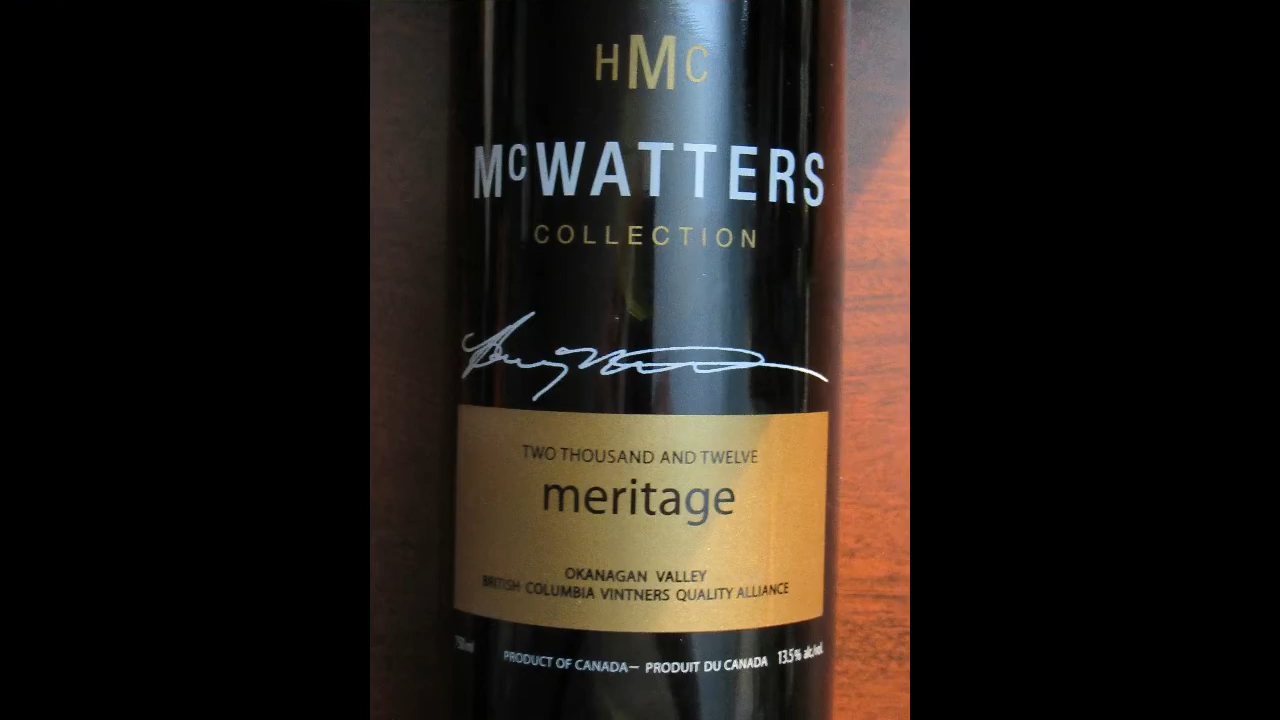 HMC
McWATTERS
COLLECTION
TWO THOUSAND AND TWELVE
meritage
OKANAGAN VALLEY
BRITISH COLUMBIA VINTNERS QUALITY ALLIANCE
750ml PRODUCT OF CANADA– PRODUIT DU CANADA 13.5% alc/vol.